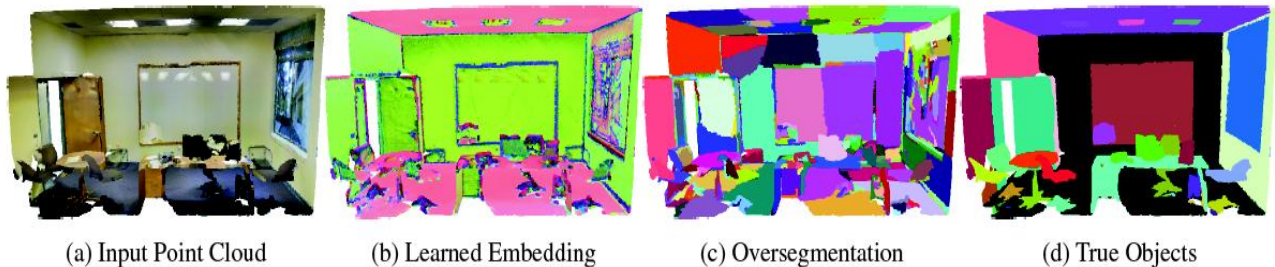 (a) Input Point Cloud
(b) Learned Embedding
(c) Oversegmentation
(d) True Objects